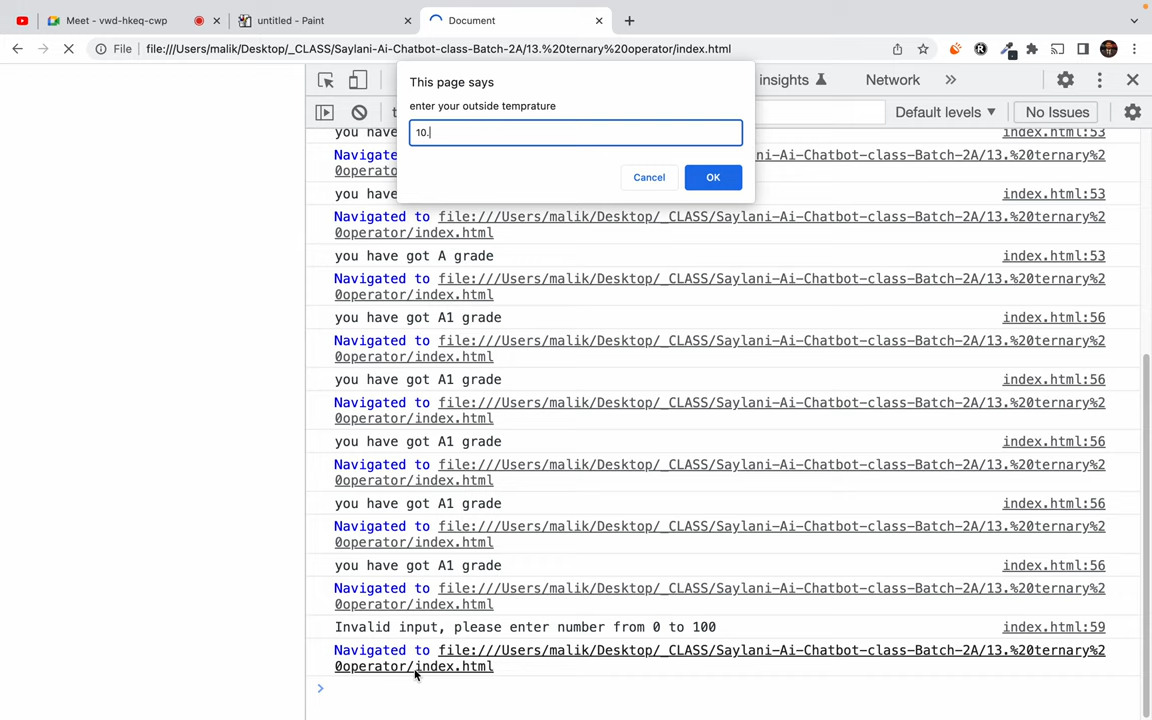 Meet - vwd-hkeq-cwp
untitled - Paint
Document
File file:///Users/malik/Desktop/_CLASS/Saylani-Ai-Chatbot-class-Batch-2A/13.%20ternary%20operator/index.html
This page says
enter your outside temprature
10.
Cancel OK
insights Network
Default levels No Issues
you have index.html:53
Navigated to ni-Ai-Chatbot-class-Batch-2A/13.%20ternary%2
0operator/
you have index.html:53
Navigated to file:///Users/malik/Desktop/_CLASS/Saylani-Ai-Chatbot-class-Batch-2A/13.%20ternary%2
0operator/index.html
you have got A grade index.html:53
Navigated to file:///Users/malik/Desktop/_CLASS/Saylani-Ai-Chatbot-class-Batch-2A/13.%20ternary%2
0operator/index.html
you have got A1 grade index.html:56
Navigated to file:///Users/malik/Desktop/_CLASS/Saylani-Ai-Chatbot-class-Batch-2A/13.%20ternary%2
0operator/index.html
you have got A1 grade index.html:56
Navigated to file:///Users/malik/Desktop/_CLASS/Saylani-Ai-Chatbot-class-Batch-2A/13.%20ternary%2
0operator/index.html
you have got A1 grade index.html:56
Navigated to file:///Users/malik/Desktop/_CLASS/Saylani-Ai-Chatbot-class-Batch-2A/13.%20ternary%2
0operator/index.html
you have got A1 grade index.html:56
Navigated to file:///Users/malik/Desktop/_CLASS/Saylani-Ai-Chatbot-class-Batch-2A/13.%20ternary%2
0operator/index.html
you have got A1 grade index.html:56
Navigated to file:///Users/malik/Desktop/_CLASS/Saylani-Ai-Chatbot-class-Batch-2A/13.%20ternary%2
0operator/index.html
Invalid input, please enter number from 0 to 100 index.html:59
Navigated to file:///Users/malik/Desktop/_CLASS/Saylani-Ai-Chatbot-class-Batch-2A/13.%20ternary%2
0operator/index.html